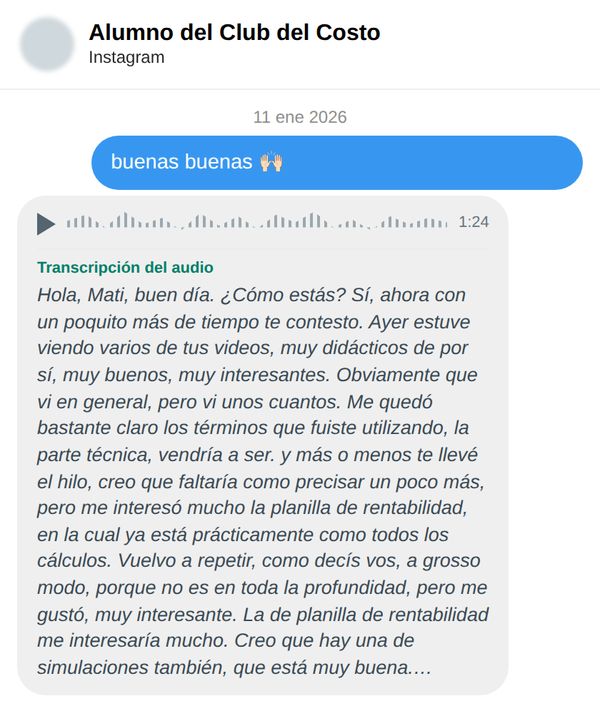 Alumno del Club del Costo
Instagram
11 ene 2026
buenas buenas 🙌🏻
1:24
Transcripción del audio
Hola, Mati, buen día. ¿Cómo estás? Sí, ahora con
un poquito más de tiempo te contesto. Ayer estuve
viendo varios de tus videos, muy didácticos de por
sí, muy buenos, muy interesantes. Obviamente que
vi en general, pero vi unos cuantos. Me quedó
bastante claro los términos que fuiste utilizando, la
parte técnica, vendría a ser. y más o menos te llevé
el hilo, creo que faltaría como precisar un poco más,
pero me interesó mucho la planilla de rentabilidad,
en la cual ya está prácticamente como todos los
cálculos. Vuelvo a repetir, como decís vos, a grosso
modo, porque no es en toda la profundidad, pero me
gustó, muy interesante. La de planilla de rentabilidad
me interesaría mucho. Creo que hay una de
simulaciones también, que está muy buena.…